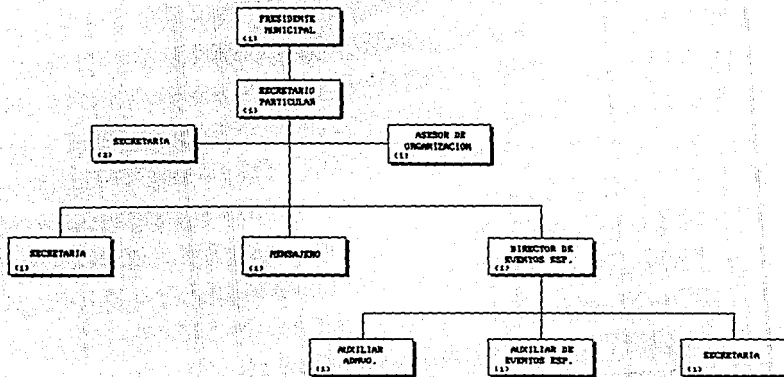 PRESIDENTE
MUNICIPAL
(1)
SECRETARIO
PARTICULAR
(1)
SECRETARIA
(2)
ASESOR DE
ORGANIZACION
(1)
SECRETARIA
(1)
MENSAJERO
(1)
DIRECTOR DE
EVENTOS ESP.
(1)
AUXILIAR
ADMVO.
(1)
AUXILIAR DE
EVENTOS ESP.
(1)
SECRETARIA
(1)